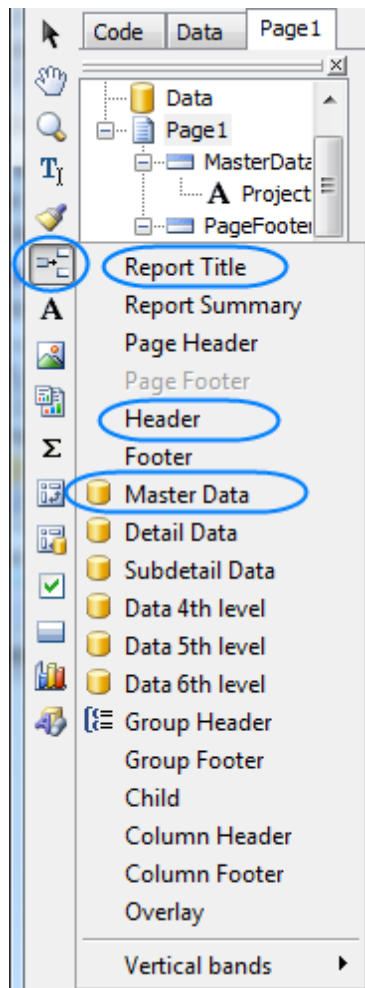 Code Data Page1
Data
Page1
MasterData
A Project
PageFooter
T
Report Title
A Report Summary
Page Header
Page Footer
Header
Σ Footer
Master Data
Detail Data
Subdetail Data
Data 4th level
Data 5th level
Data 6th level
Group Header
Group Footer
Child
Column Header
Column Footer
Overlay
Vertical bands